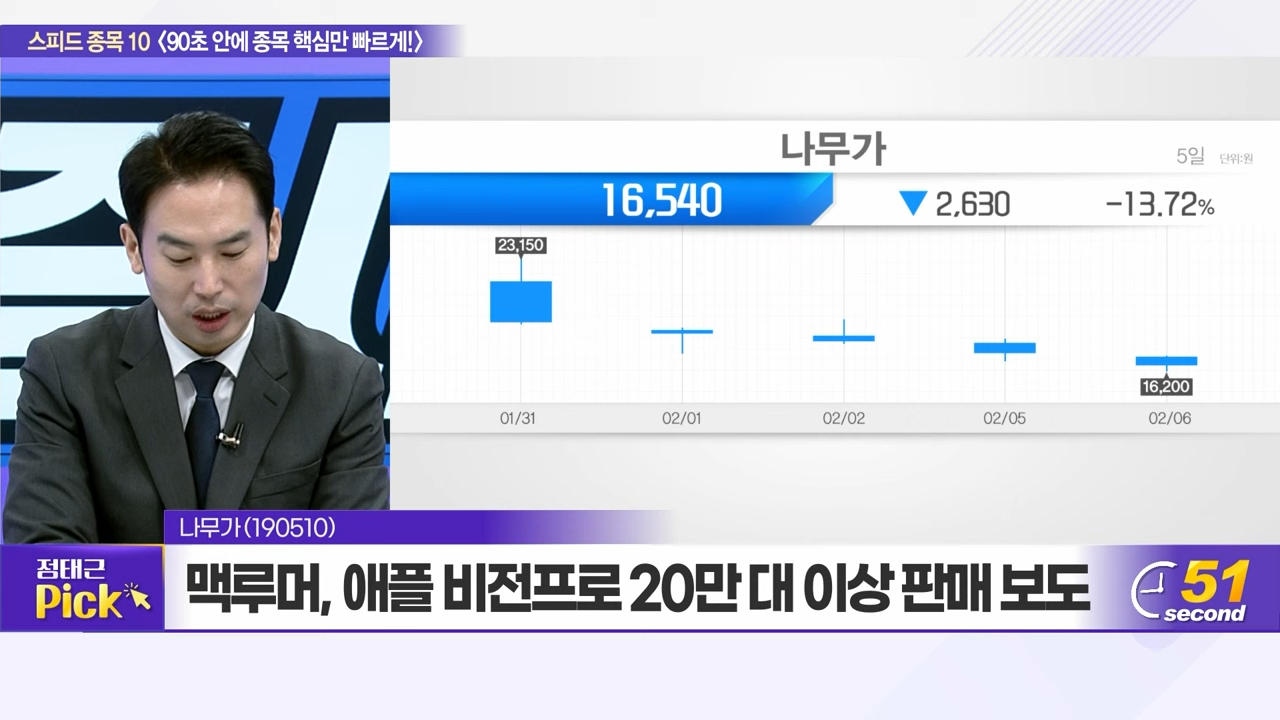 스피드 종목 10 〈90초 안에 종목 핵심만 빠르게!〉
나무가
5일 단위:원
16,540 ▼ 2,630 -13.72%
23,150
16,200
01/31 02/01 02/02 02/05 02/06
나무가(190510)
정태근
Pick
맥루머, 애플 비전프로 20만 대 이상 판매 보도
51
second